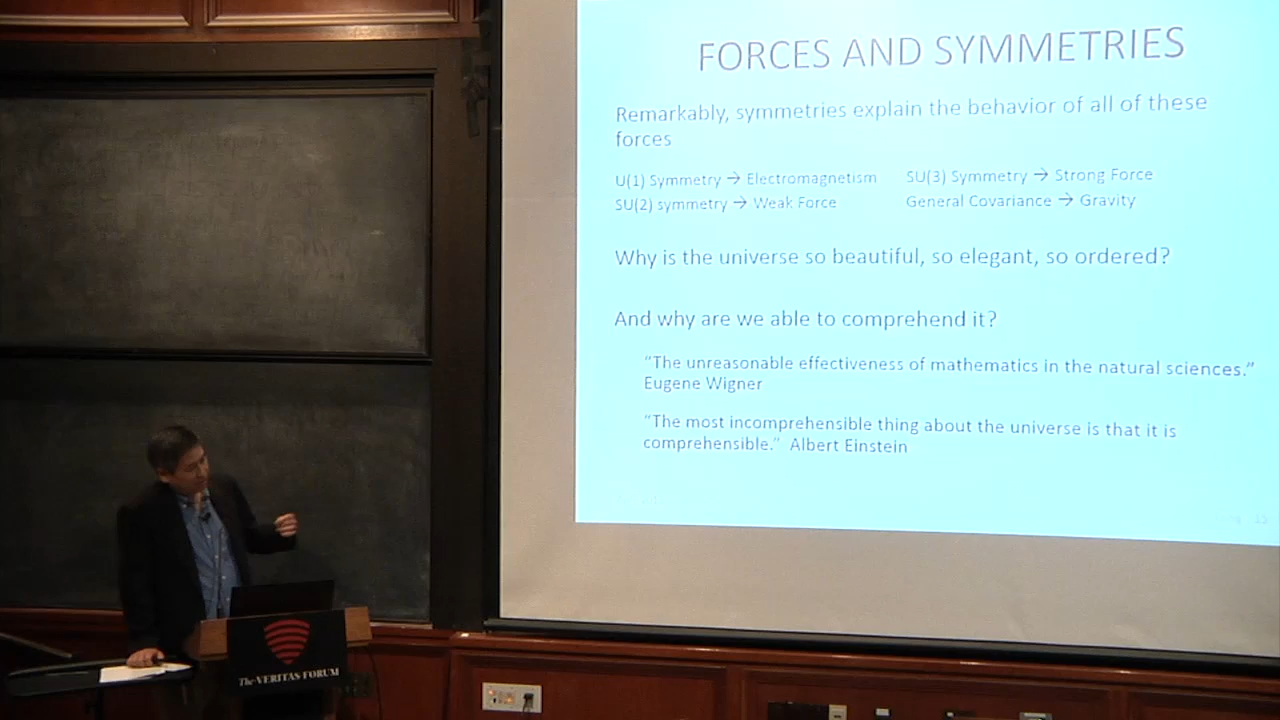 FORCES AND SYMMETRIES
Remarkably, symmetries explain the behavior of all of these
forces
U(1) Symmetry → Electromagnetism
SU(2) symmetry → Weak Force
SU(3) Symmetry → Strong Force
General Covariance → Gravity
Why is the universe so beautiful, so elegant, so ordered?
And why are we able to comprehend it?
“The unreasonable effectiveness of mathematics in the natural sciences.”
Eugene Wigner
“The most incomprehensible thing about the universe is that it is
comprehensible.” Albert Einstein
The VERITAS FORUM